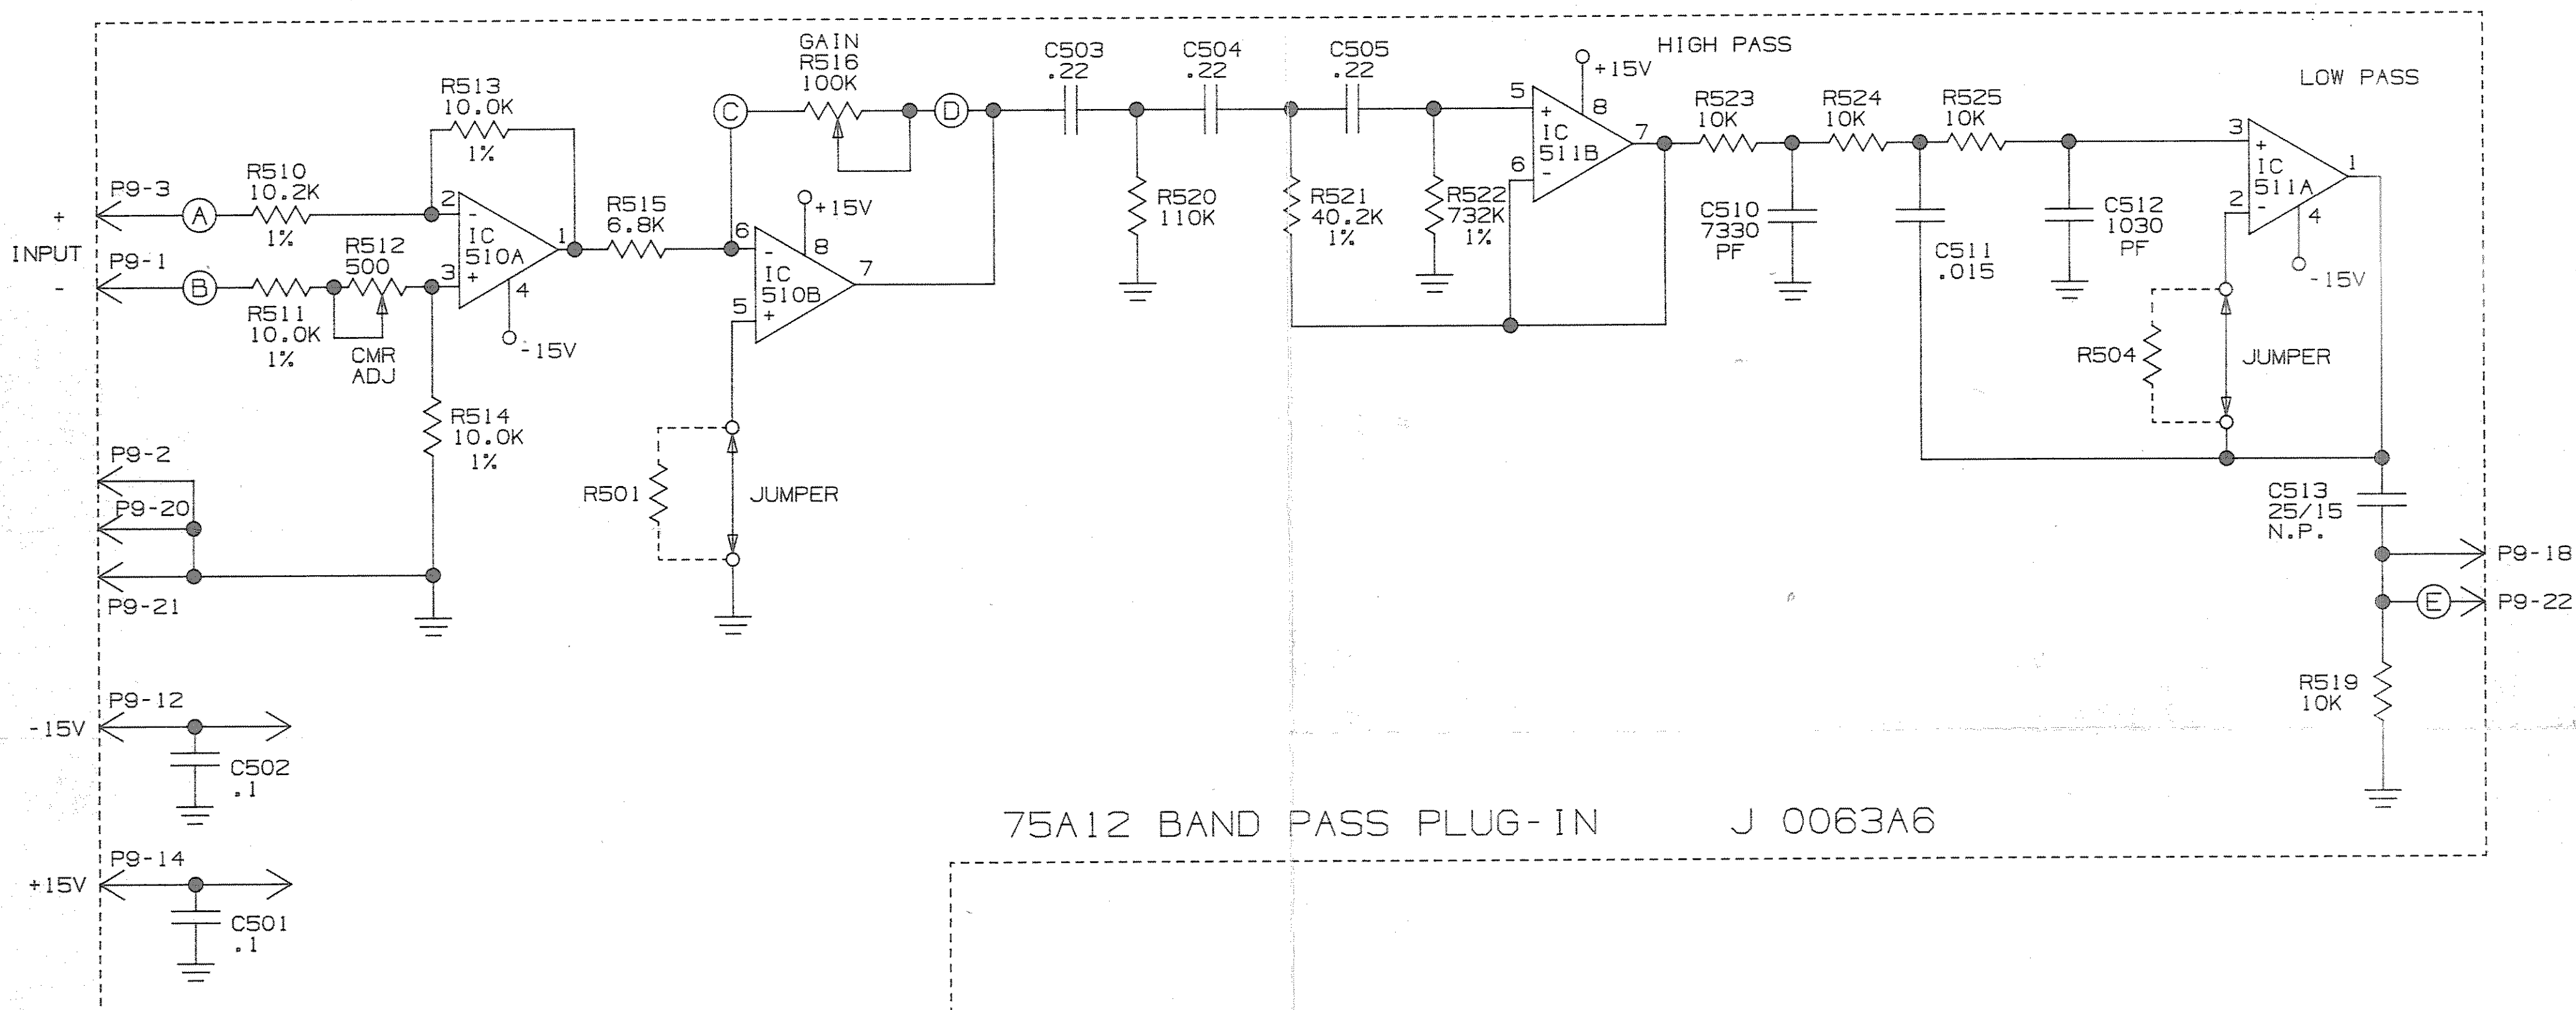 GAIN
R516
100K
C503
.22
C504
.22
C505
.22
HIGH PASS
LOW PASS
R513
10.0K
1%
C
D
+15V
5
+
8
IC
511B
7
6
-
R523
10K
R524
10K
R525
10K
3
+
IC
511A
1
2
-
4
-15V
P9-3
A
R510
10.2K
1%
+
INPUT
-
P9-1
B
R511
10.0K
1%
R512
500
CMR
ADJ
2
-
IC
510A
1
3
+
4
-15V
R515
6.8K
+15V
6
-
8
IC
510B
7
5
+
R520
110K
R521
40.2K
1%
R522
732K
1%
C510
7330
PF
C511
.015
C512
1030
PF
R504
JUMPER
R514
10.0K
1%
P9-2
P9-20
P9-21
R501
JUMPER
C513
25/15
N.P.
P9-18
E
P9-22
R519
10K
P9-12
-15V
C502
.1
P9-14
+15V
C501
.1
75A12 BAND PASS PLUG-IN J 0063A6